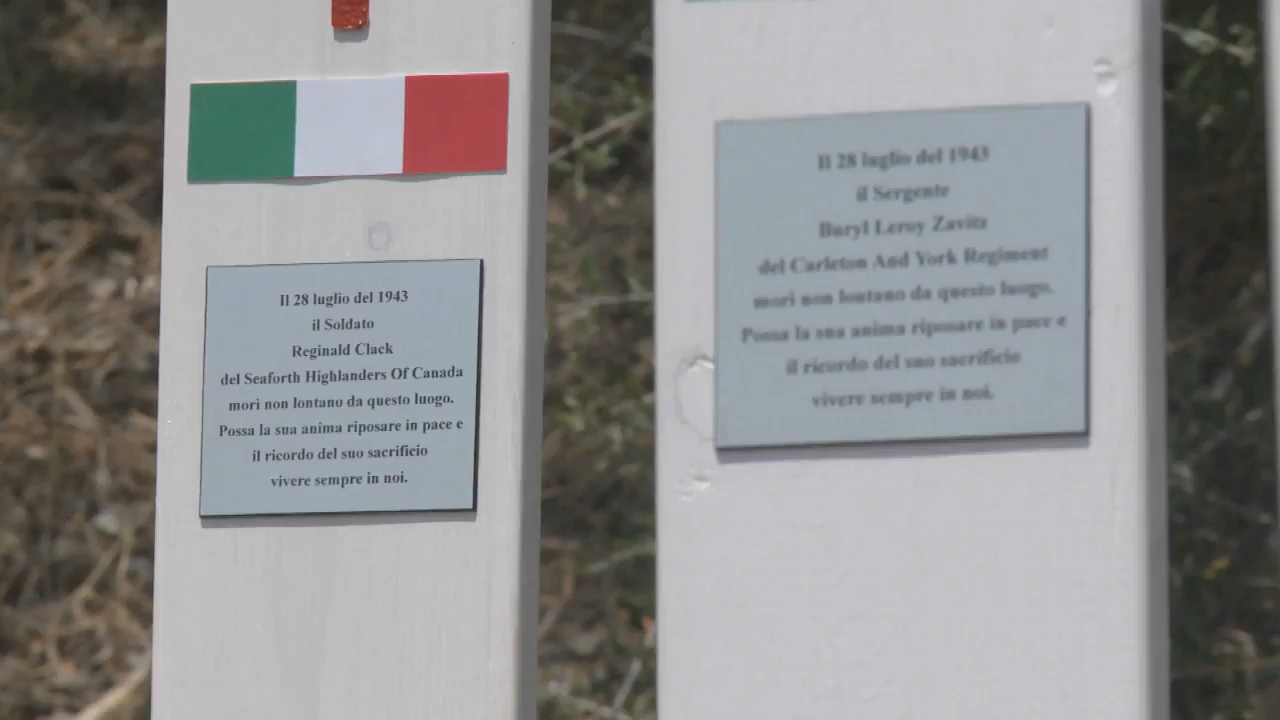 Il 28 luglio del 1943
il Soldato
Reginald Clack
del Seaforth Highlanders Of Canada
morì non lontano da questo luogo.
Possa la sua anima riposare in pace e
il ricordo del suo sacrificio
vivere sempre in noi.
Il 28 luglio del 1943
il Sergente
Buryl Leroy Zavitz
del Carleton And York Regiment
morì non lontano da questo luogo.
Possa la sua anima riposare in pace e
il ricordo del suo sacrificio
vivere sempre in noi.